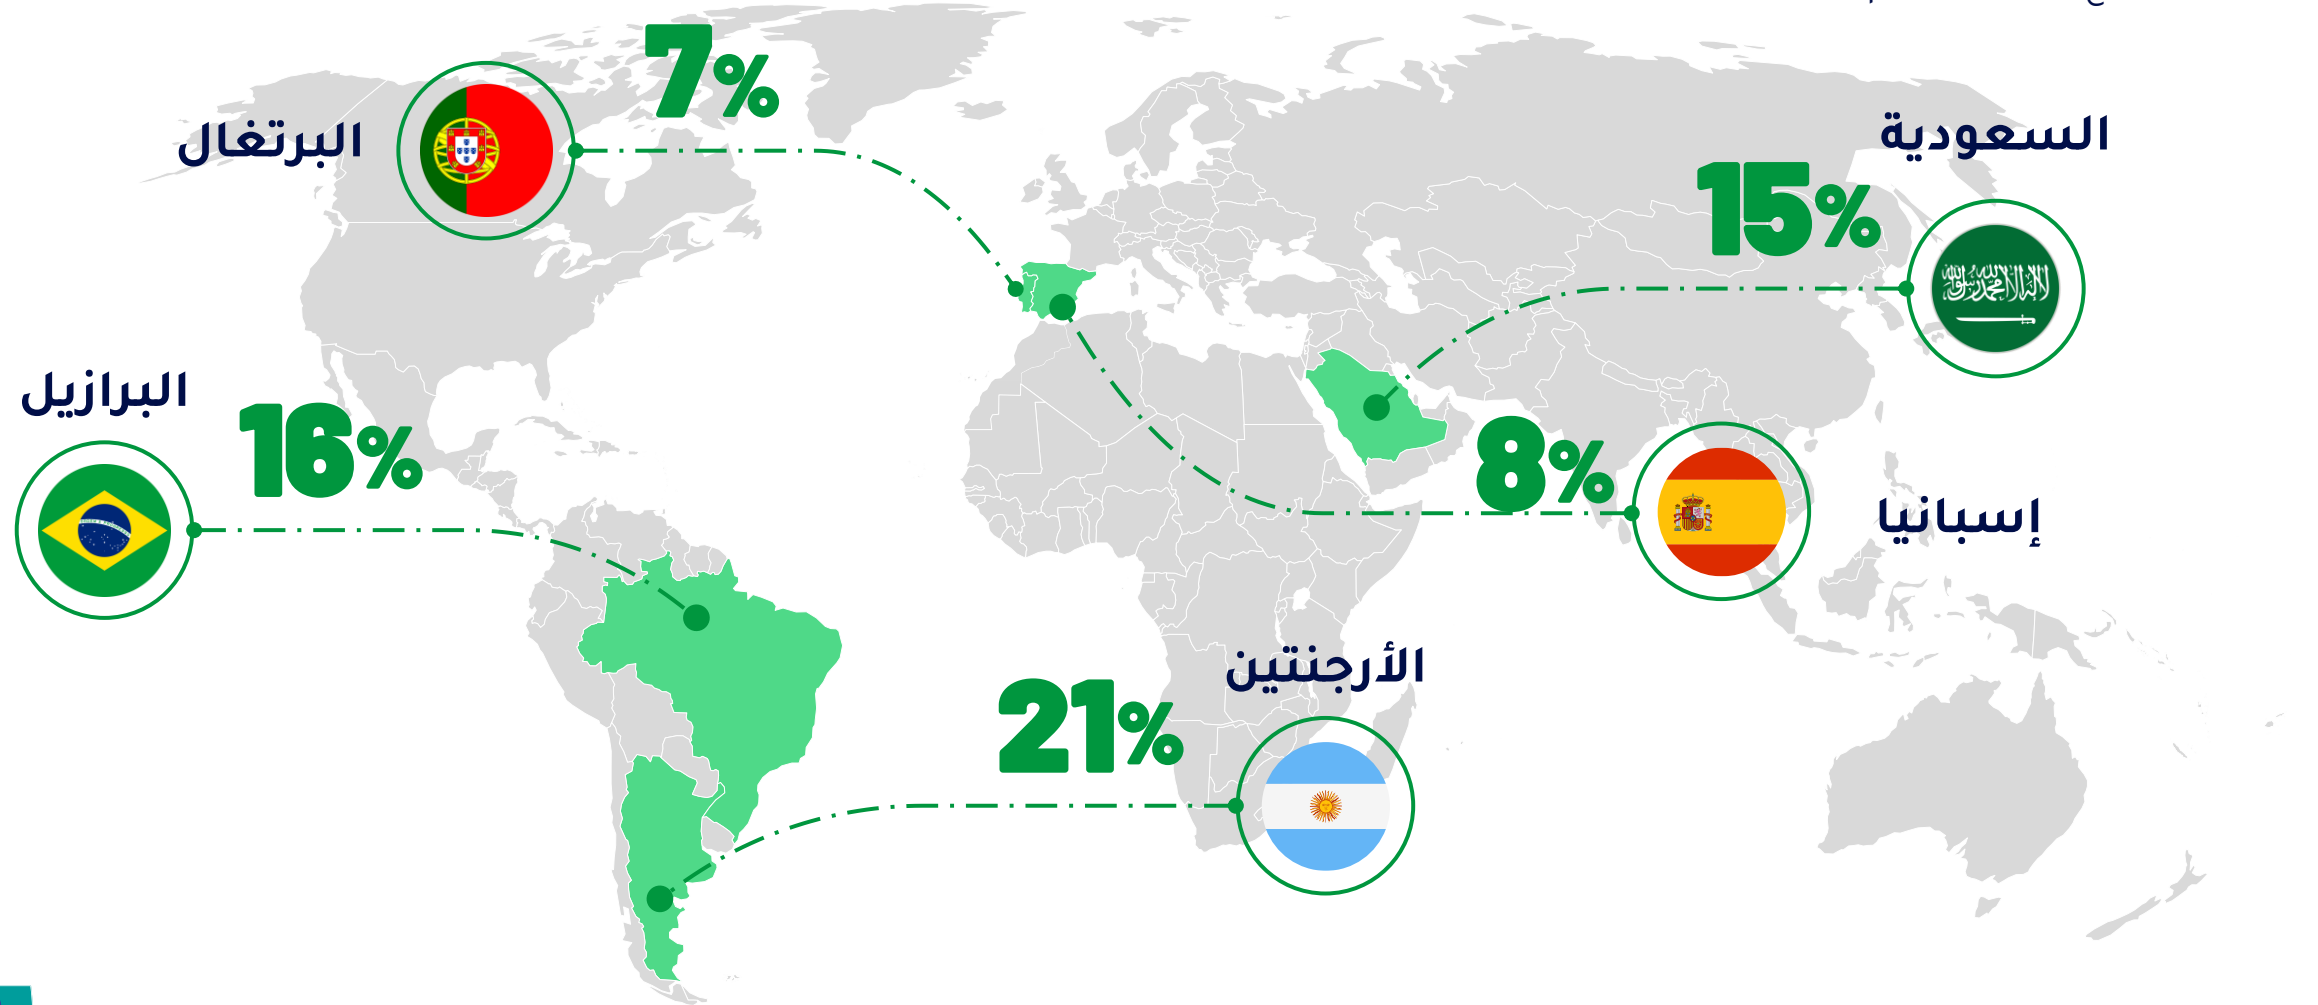 7%
البرتغال
السعودية
15%
البرازيل
16%
8%
إسبانيا
الأرجنتين
21%